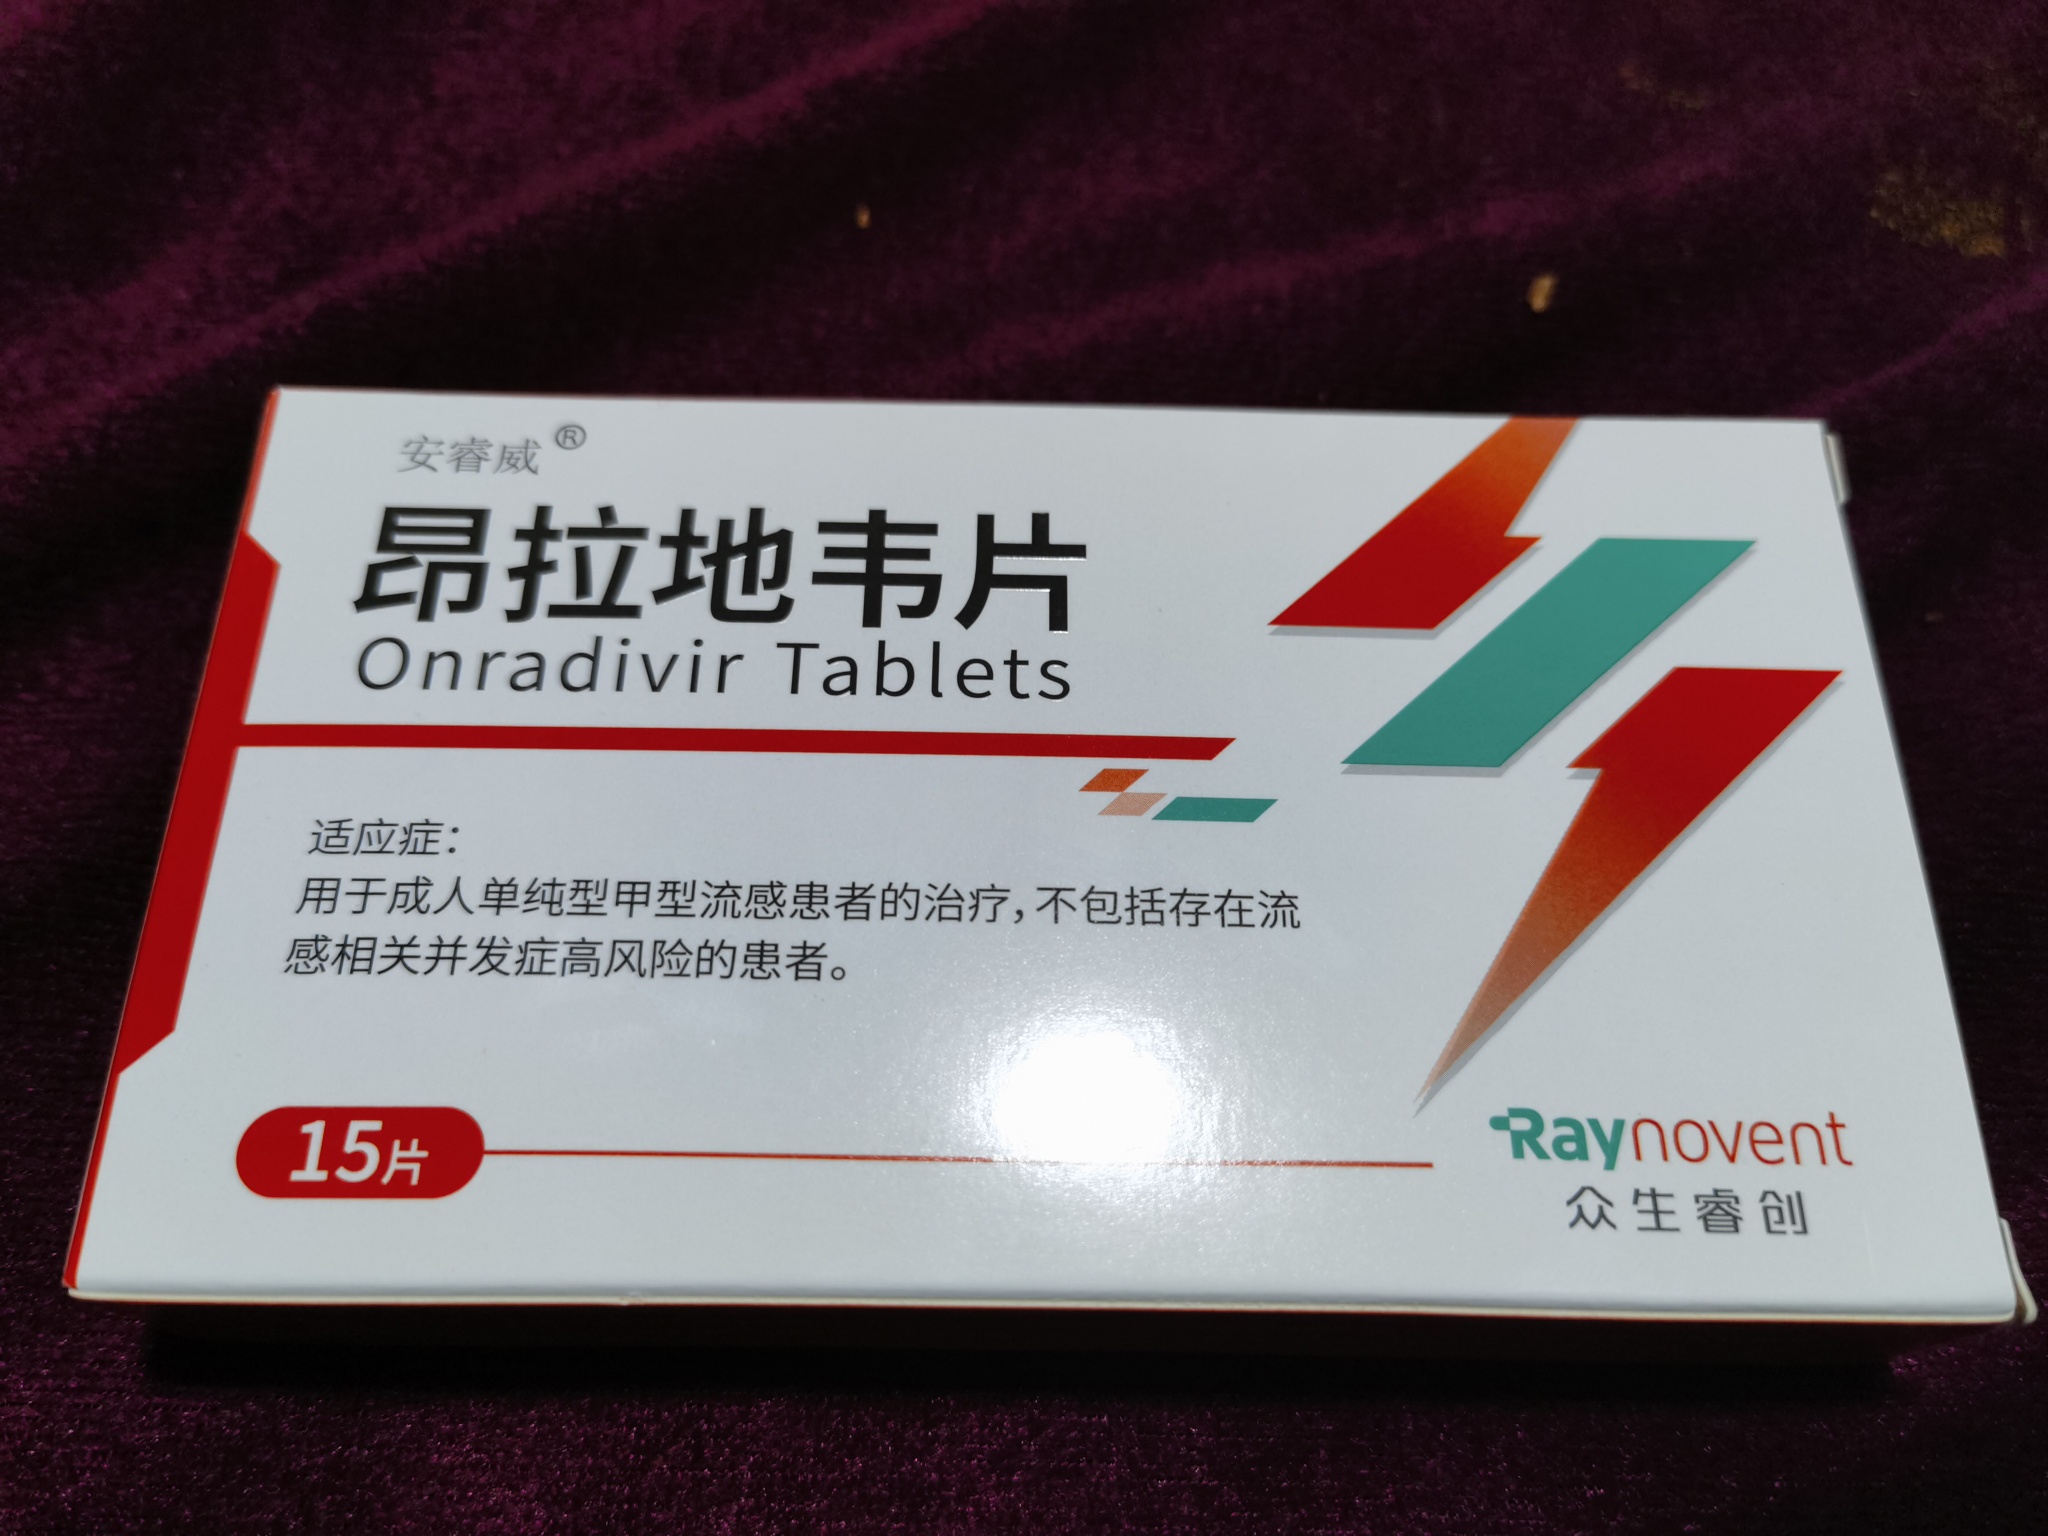 安睿威®
昂拉地韦片
Onradivir Tablets
适应症：
用于成人单纯型甲型流感患者的治疗，不包括存在流
感相关并发症高风险的患者。
15片
Raynovent
众生睿创